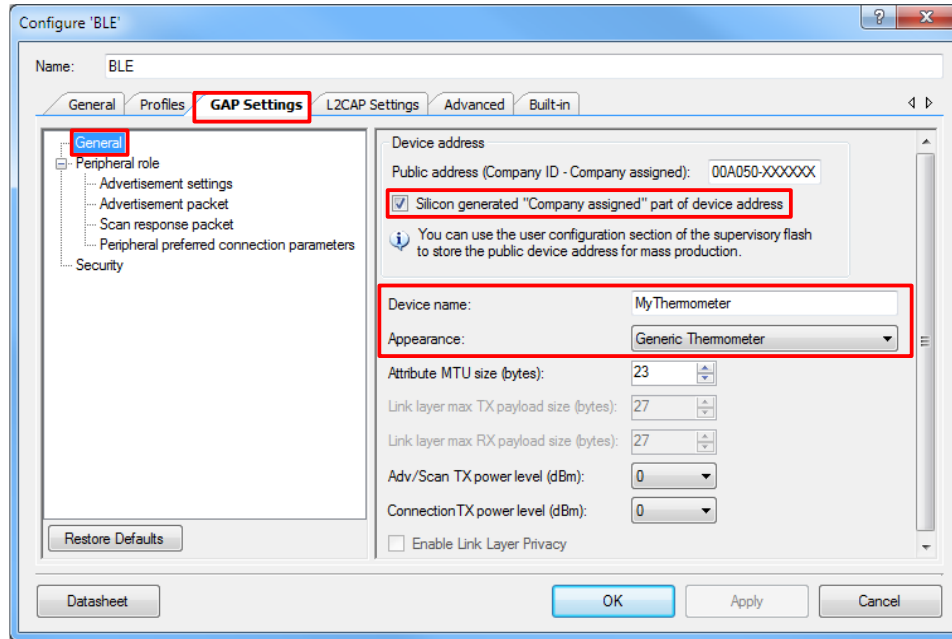 Configure 'BLE'
Name: BLE
General Profiles GAP Settings L2CAP Settings Advanced Built-in
General
Peripheral role
Advertisement settings
Advertisement packet
Scan response packet
Peripheral preferred connection parameters
Security
Restore Defaults
Device address
Public address (Company ID - Company assigned): 00A050-XXXXXX
Silicon generated "Company assigned" part of device address
You can use the user configuration section of the supervisory flash
to store the public device address for mass production.
Device name: MyThermometer
Appearance: Generic Thermometer
Attribute MTU size (bytes): 23
Link layer max TX payload size (bytes): 27
Link layer max RX payload size (bytes): 27
Adv/Scan TX power level (dBm): 0
Connection TX power level (dBm): 0
Enable Link Layer Privacy
Datasheet OK Apply Cancel